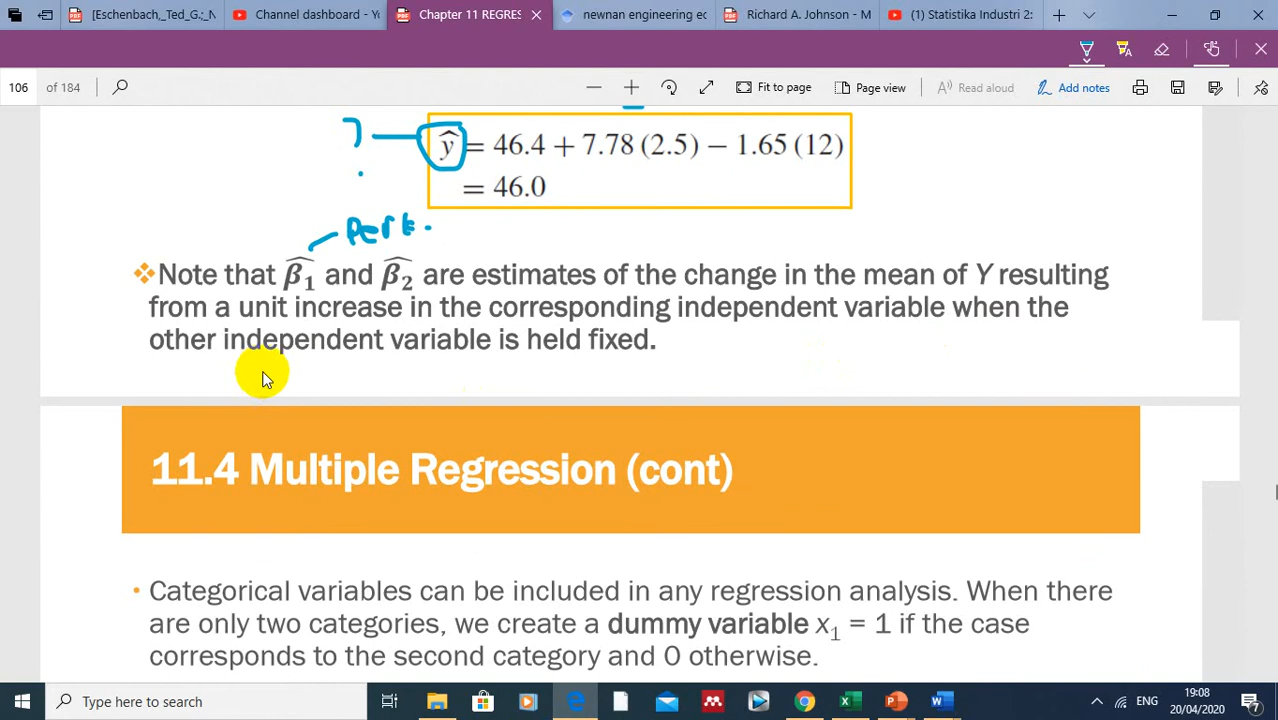 [Eschenbach,_Ted_G.;_N
Channel dashboard - Yo
Chapter 11 REGRES
newnan engineering ec
Richard A. Johnson - M
(1) Statistika Industri 2:
106 of 184
Fit to page
Page view
Read aloud
Add notes
?
ŷ = 46.4 + 7.78 (2.5) − 1.65 (12)
= 46.0
Perk.
Note that β̂₁ and β̂₂ are estimates of the change in the mean of Y resulting
from a unit increase in the corresponding independent variable when the
other independent variable is held fixed.
11.4 Multiple Regression (cont)
• Categorical variables can be included in any regression analysis. When there
are only two categories, we create a dummy variable x₁ = 1 if the case
corresponds to the second category and 0 otherwise.
Type here to search
ENG
19:08
20/04/2020
7